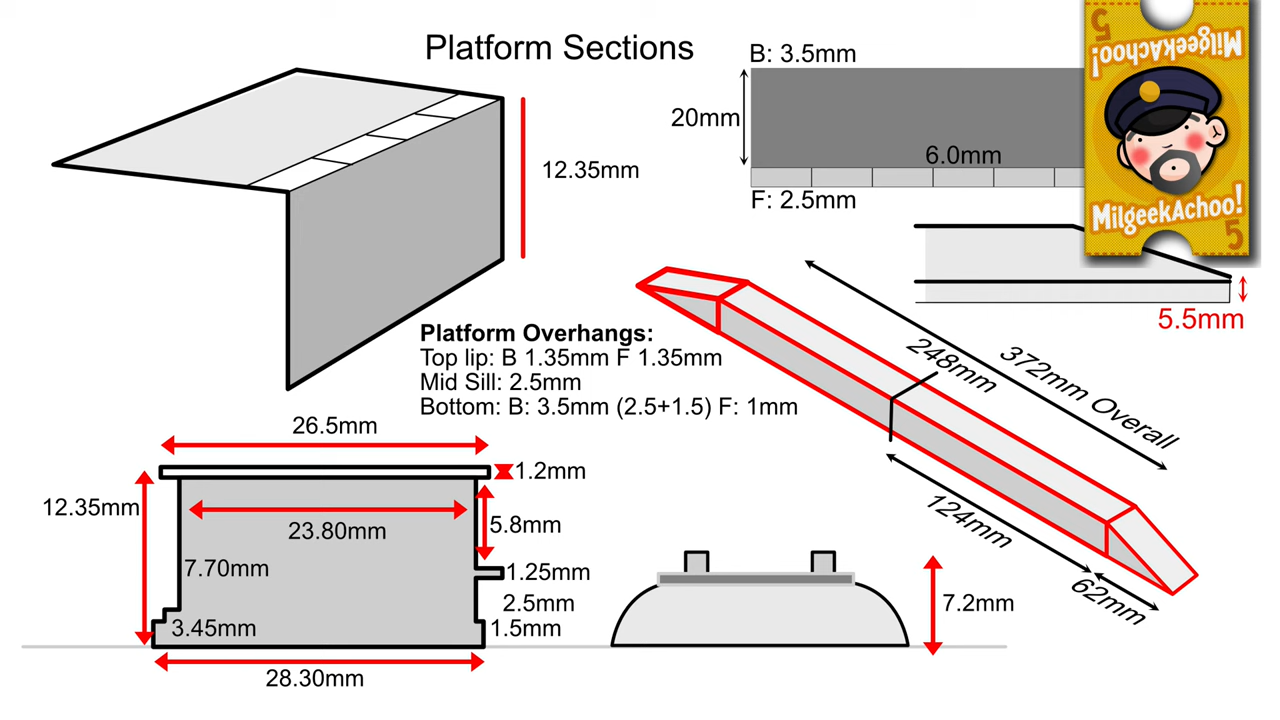 Platform Sections
B: 3.5mm
20mm
6.0mm
F: 2.5mm
5
MilgeekAchoo!
MilgeekAchoo!
5
12.35mm
5.5mm
Platform Overhangs:
Top lip: B 1.35mm F 1.35mm
Mid Sill: 2.5mm
Bottom: B: 3.5mm (2.5+1.5) F: 1mm
248mm
372mm Overall
124mm
62mm
26.5mm
1.2mm
12.35mm
23.80mm
5.8mm
7.70mm
1.25mm
2.5mm
3.45mm
1.5mm
28.30mm
7.2mm